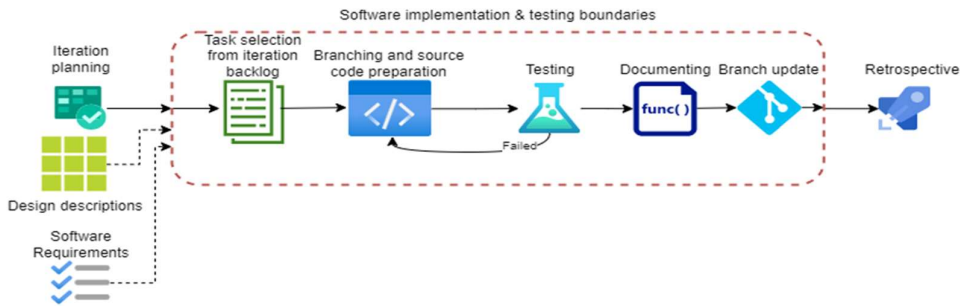 Software implementation & testing boundaries
Iteration
planning
Task selection
from iteration
backlog
Branching and source
code preparation
Testing
Documenting
Branch update
Retrospective
</>
func( )
Failed
Design descriptions
Software
Requirements